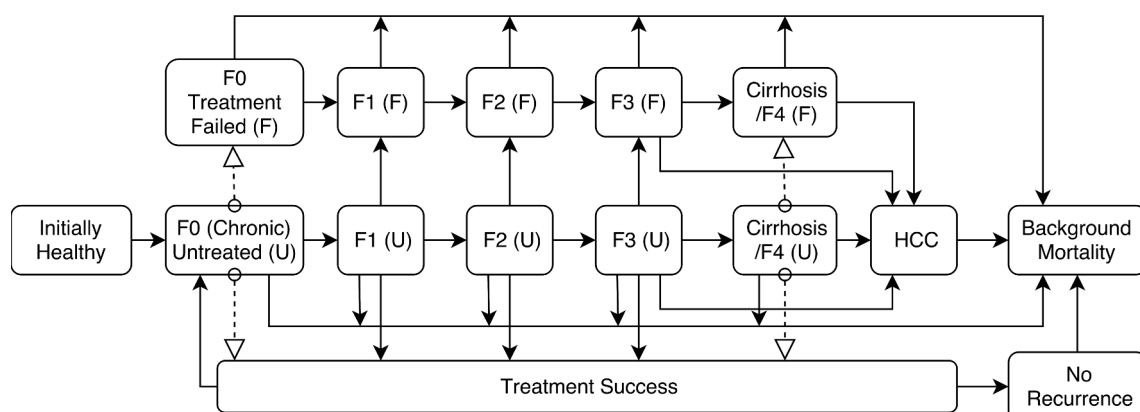 F0
Treatment
Failed (F)
F1 (F)
F2 (F)
F3 (F)
Cirrhosis
/F4 (F)
Initially
Healthy
F0 (Chronic)
Untreated (U)
F1 (U)
F2 (U)
F3 (U)
Cirrhosis
/F4 (U)
HCC
Background
Mortality
Treatment Success
No
Recurrence